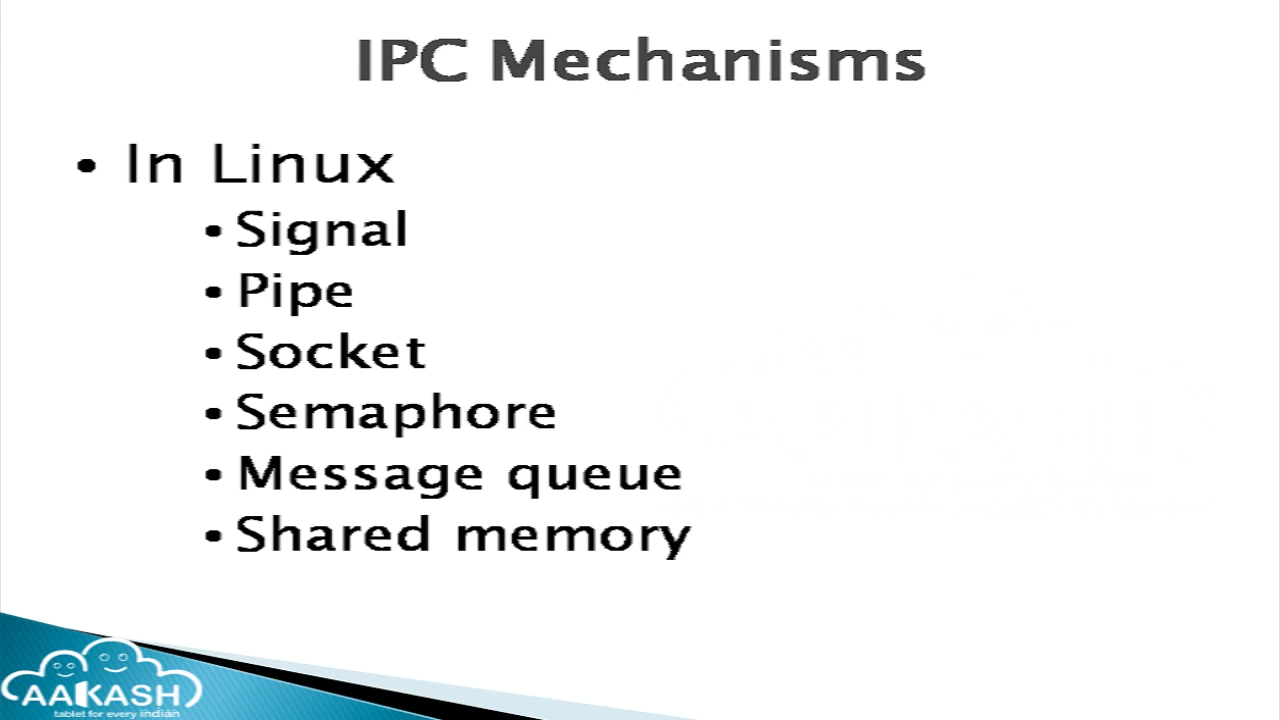 IPC Mechanisms
• In Linux
• Signal
• Pipe
• Socket
• Semaphore
• Message queue
• Shared memory
AAKASH
tablet for every indian